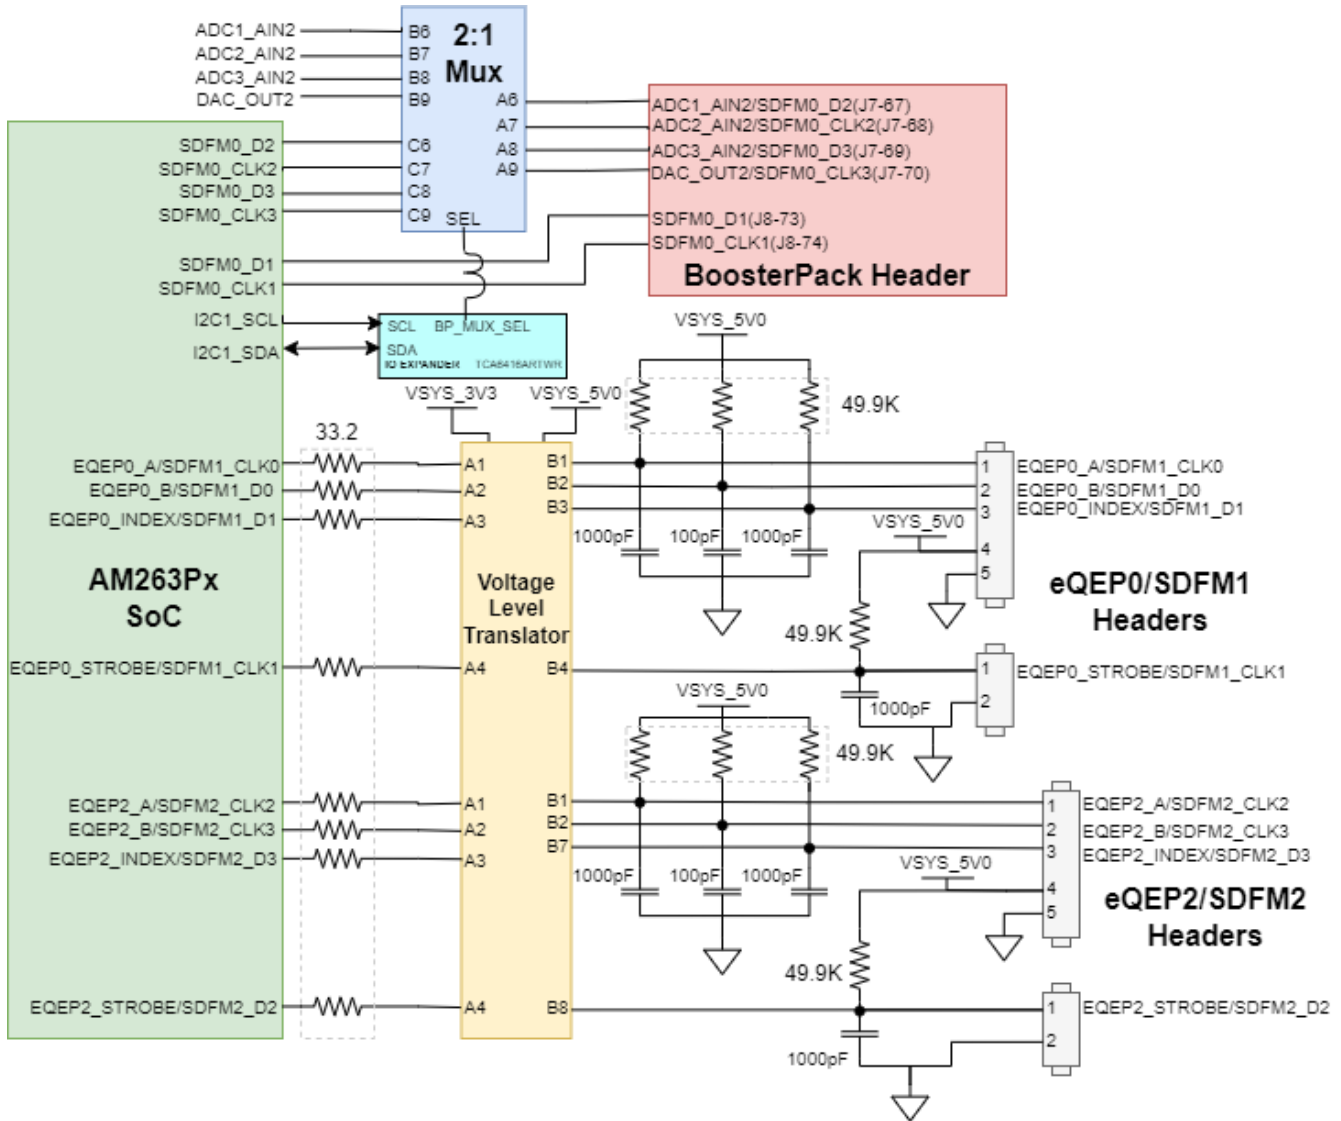 ADC1_AIN2
ADC2_AIN2
ADC3_AIN2
DAC_OUT2
B6
B7
B8
B9
2:1
Mux
A6
A7
A8
A9
C6
C7
C8
C9
SEL
SDFM0_D2
SDFM0_CLK2
SDFM0_D3
SDFM0_CLK3
SDFM0_D1
SDFM0_CLK1
I2C1_SCL
I2C1_SDA
ADC1_AIN2/SDFM0_D2(J7-67)
ADC2_AIN2/SDFM0_CLK2(J7-68)
ADC3_AIN2/SDFM0_D3(J7-69)
DAC_OUT2/SDFM0_CLK3(J7-70)
SDFM0_D1(J8-73)
SDFM0_CLK1(J8-74)
BoosterPack Header
SCL BP_MUX_SEL
SDA
IO EXPANDER TCA6416ARTWR
VSYS_3V3
VSYS_5V0
VSYS_5V0
49.9K
33.2
EQEP0_A/SDFM1_CLK0
EQEP0_B/SDFM1_D0
EQEP0_INDEX/SDFM1_D1
AM263Px
SoC
EQEP0_STROBE/SDFM1_CLK1
EQEP2_A/SDFM2_CLK2
EQEP2_B/SDFM2_CLK3
EQEP2_INDEX/SDFM2_D3
EQEP2_STROBE/SDFM2_D2
A1
A2
A3
Voltage
Level
Translator
A4
A1
A2
A3
A4
B1
B2
B3
B4
B1
B2
B7
B8
1000pF
100pF
1000pF
VSYS_5V0
49.9K
1000pF
1
2
3
4
5
EQEP0_A/SDFM1_CLK0
EQEP0_B/SDFM1_D0
EQEP0_INDEX/SDFM1_D1
eQEP0/SDFM1
Headers
1
2
EQEP0_STROBE/SDFM1_CLK1
VSYS_5V0
49.9K
1000pF
100pF
1000pF
VSYS_5V0
49.9K
1000pF
1
2
3
4
5
EQEP2_A/SDFM2_CLK2
EQEP2_B/SDFM2_CLK3
EQEP2_INDEX/SDFM2_D3
eQEP2/SDFM2
Headers
1
2
EQEP2_STROBE/SDFM2_D2